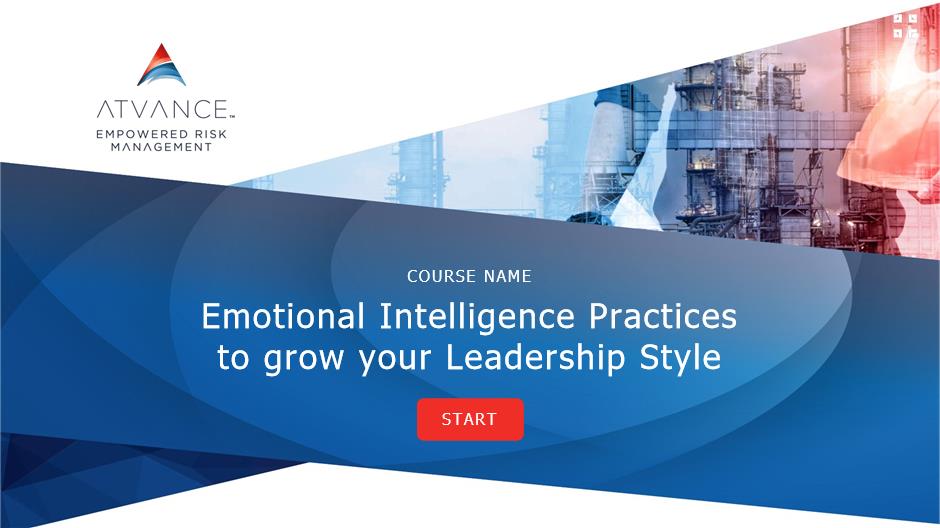 ATVANCE™
EMPOWERED RISK
MANAGEMENT
COURSE NAME
Emotional Intelligence Practices
to grow your Leadership Style
START